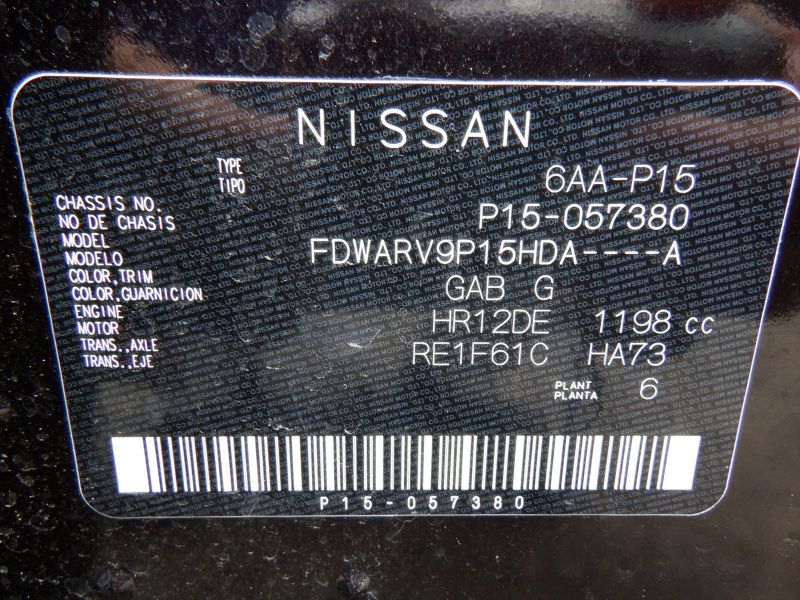 NISSAN
TYPE
TIPO 6AA-P15
CHASSIS NO.
NO DE CHASIS P15-057380
MODEL
MODELO FDWARV9P15HDA----A
COLOR,TRIM
COLOR,GUARNICION GAB G
ENGINE
MOTOR HR12DE 1198 cc
TRANS.,AXLE
TRANS.,EJE RE1F61C HA73
PLANT
PLANTA 6
P15-057380